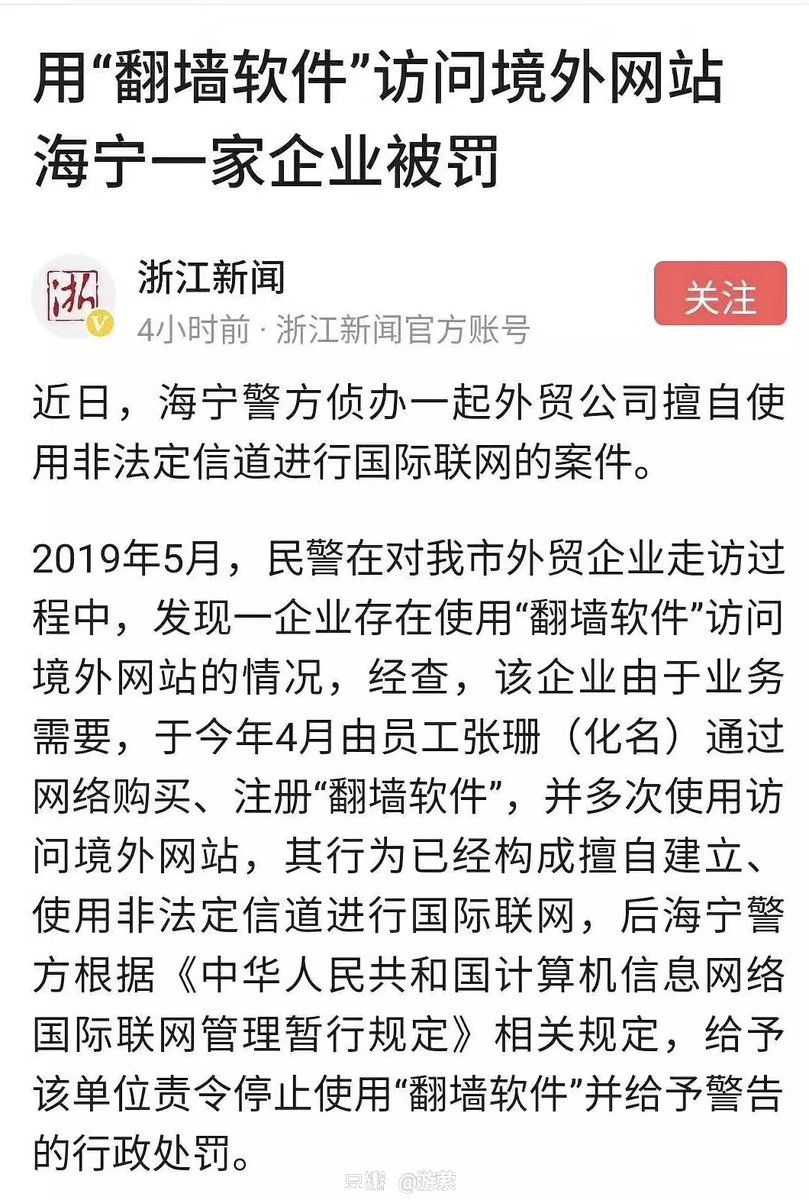 用“翻墙软件”访问境外网站
海宁一家企业被罚
浙
V
浙江新闻
关注
4小时前 · 浙江新闻官方账号
近日，海宁警方侦办一起外贸公司擅自使
用非法定信道进行国际联网的案件。
2019年5月，民警在对我市外贸企业走访过
程中，发现一企业存在使用“翻墙软件”访问
境外网站的情况，经查，该企业由于业务
需要，于今年4月由员工张珊（化名）通过
网络购买、注册“翻墙软件”，并多次使用访
问境外网站，其行为已经构成擅自建立、
使用非法定信道进行国际联网，后海宁警
方根据《中华人民共和国计算机信息网络
国际联网管理暂行规定》相关规定，给予
该单位责令停止使用“翻墙软件”并给予警告
的行政处罚。
豆瓣 @游萦